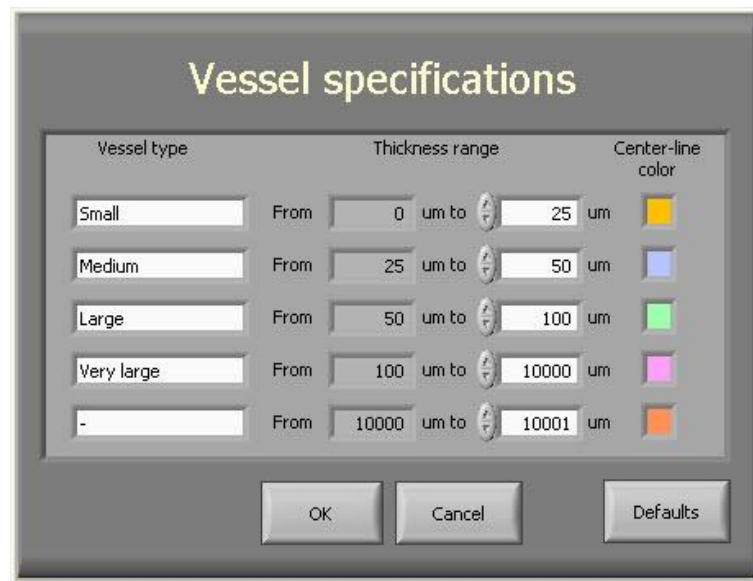 Vessel specifications
Vessel type Thickness range Center-line color
Small From 0 um to 25 um
Medium From 25 um to 50 um
Large From 50 um to 100 um
Very large From 100 um to 10000 um
- From 10000 um to 10001 um
OK Cancel Defaults